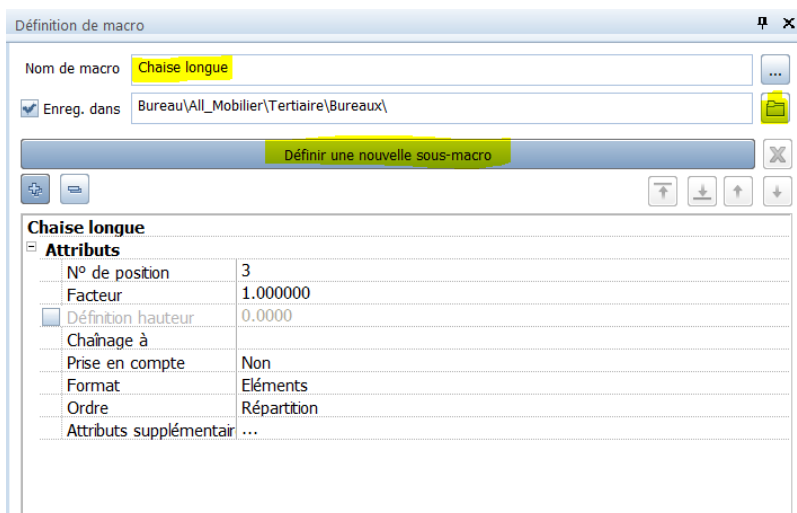 Définition de macro
Nom de macro Chaise longue ...
Enreg. dans Bureau\All_Mobilier\Tertiaire\Bureaux\
Définir une nouvelle sous-macro
Chaise longue
Attributs
Nº de position 3
Facteur 1.000000
Définition hauteur 0.0000
Chaînage à
Prise en compte Non
Format Eléments
Ordre Répartition
Attributs supplémentair ...